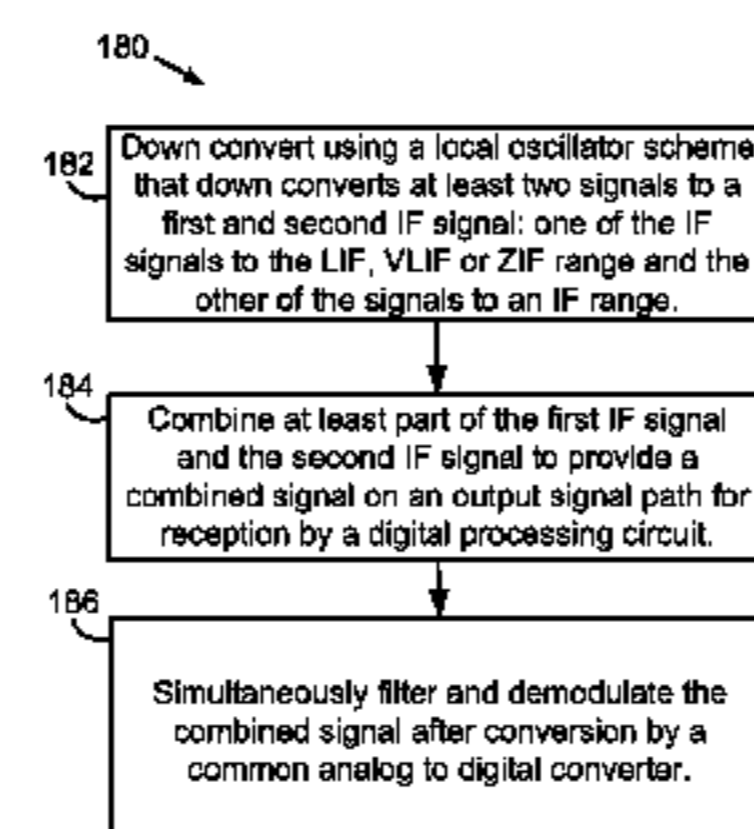 180
182
Down convert using a local oscillator scheme
that down converts at least two signals to a
first and second IF signal: one of the IF
signals to the LIF, VLIF or ZIF range and the
other of the signals to an IF range.
184
Combine at least part of the first IF signal
and the second IF signal to provide a
combined signal on an output signal path for
reception by a digital processing circuit.
186
Simultaneously filter and demodulate the
combined signal after conversion by a
common analog to digital converter.